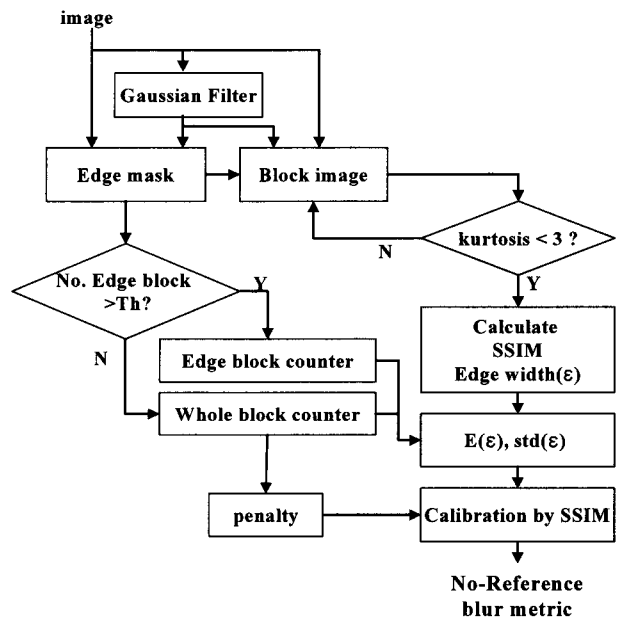 image
Gaussian Filter
Edge mask
Block image
kurtosis < 3 ?
N
Y
No. Edge block
>Th?
Y
N
Calculate
SSIM
Edge width(ε)
Edge block counter
Whole block counter
E(ε), std(ε)
penalty
Calibration by SSIM
No-Reference
blur metric